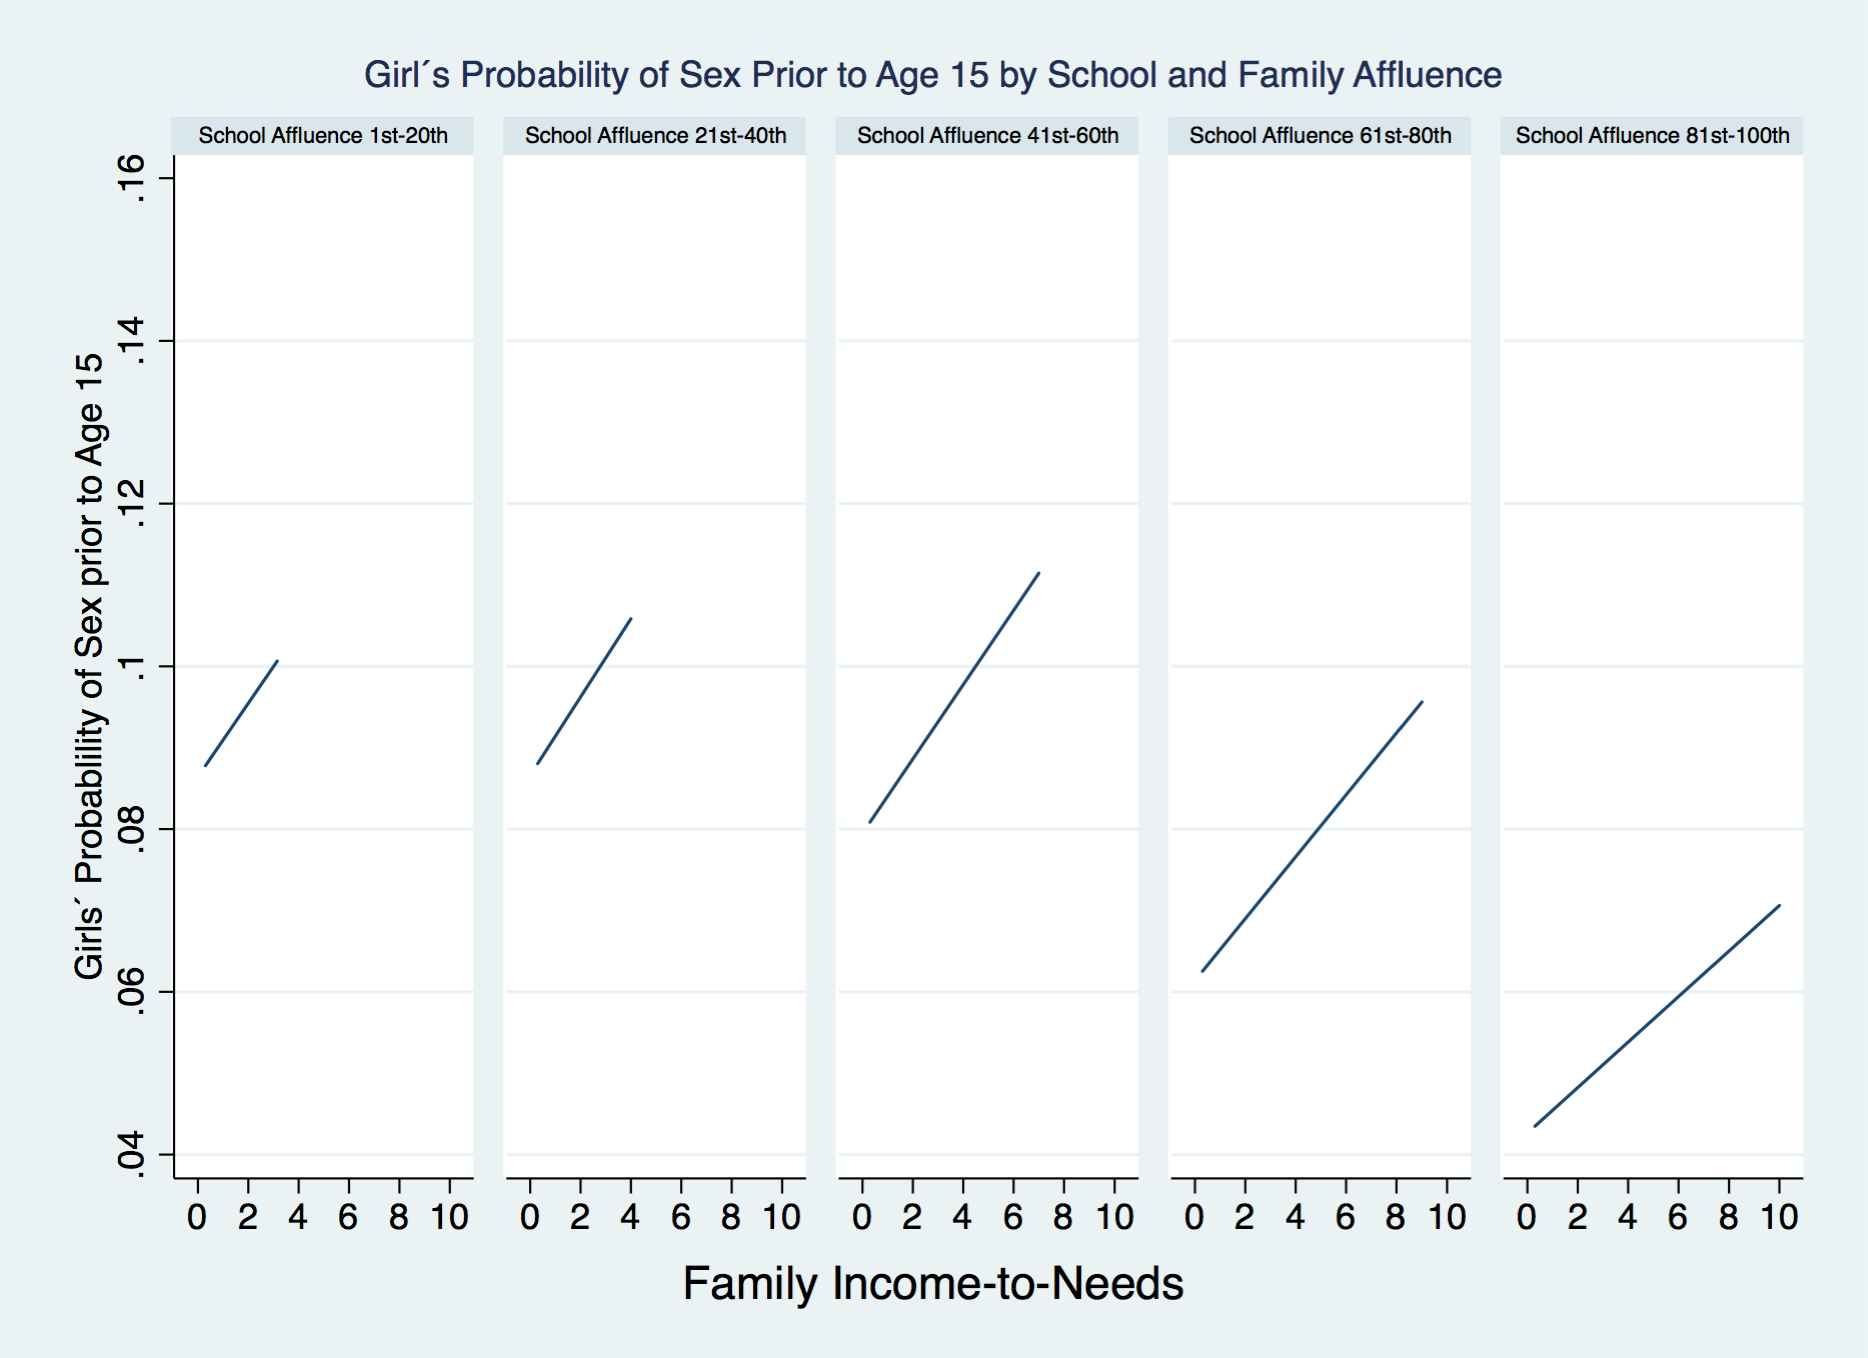 Girl´s Probability of Sex Prior to Age 15 by School and Family Affluence
School Affluence 1st-20th
School Affluence 21st-40th
School Affluence 41st-60th
School Affluence 61st-80th
School Affluence 81st-100th
Girls´ Probablility of Sex prior to Age 15
.16
.14
.12
.1
.08
.06
.04
0 2 4 6 8 10
0 2 4 6 8 10
0 2 4 6 8 10
0 2 4 6 8 10
0 2 4 6 8 10
Family Income-to-Needs